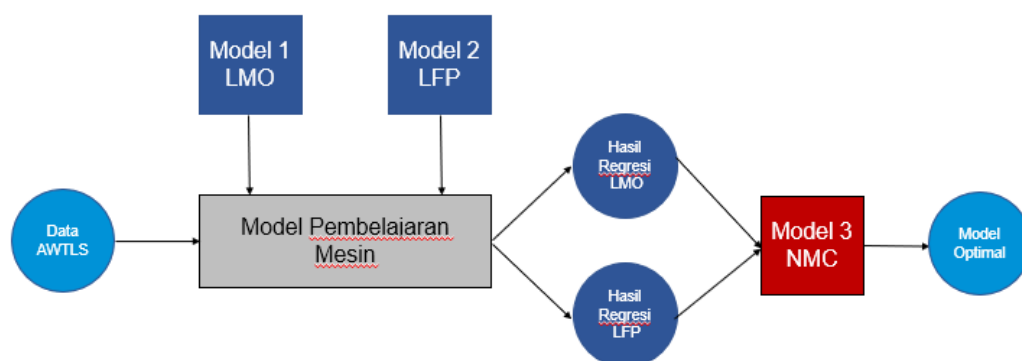 Model 1
LMO
Model 2
LFP
Data
AWTLS
Model Pembelajaran
Mesin
Hasil
Regresi
LMO
Hasil
Regresi
LFP
Model 3
NMC
Model
Optimal